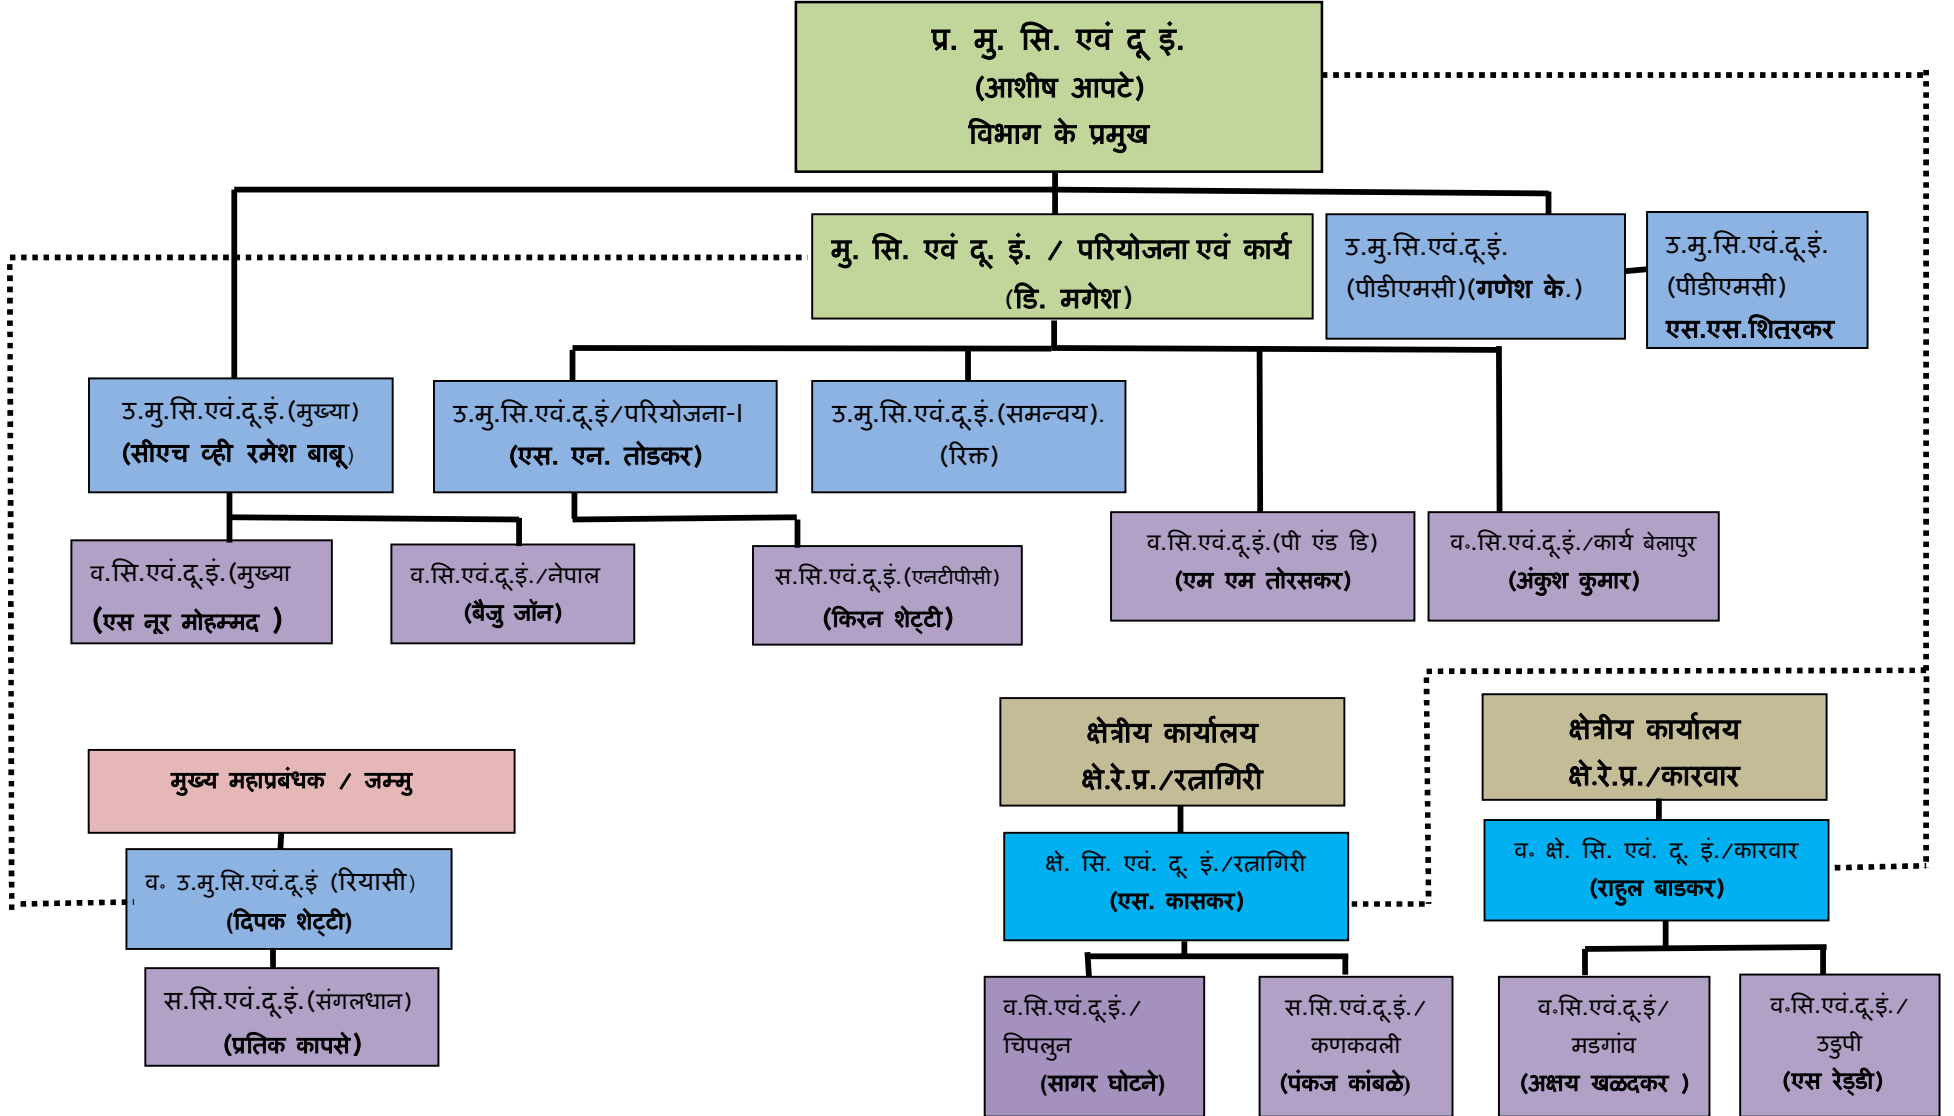 प्र. मु. सि. एवं दू इं.
(आशीष आपटे)
विभाग के प्रमुख
मु. सि. एवं दू. इं. / परियोजना एवं कार्य
(डि. मगेश)
उ.मु.सि.एवं.दू.इं.
(पीडीएमसी)(गणेश के.)
उ.मु.सि.एवं.दू.इं.
(पीडीएमसी)
एस.एस.शितरकर
उ.मु.सि.एवं.दू.इं.(मुख्या)
(सीएच व्ही रमेश बाबू)
उ.मु.सि.एवं.दू.इं/परियोजना-I
(एस. एन. तोडकर)
उ.मु.सि.एवं.दू.इं.(समन्वय).
(रिक्त)
व.सि.एवं.दू.इं.(पी एंड डि)
(एम एम तोरसकर)
व॰सि.एवं.दू.इं./कार्य बेलापुर
(अंकुश कुमार)
व.सि.एवं.दू.इं.(मुख्या
(एस नूर मोहम्मद )
व.सि.एवं.दू.इं./नेपाल
(बैजु जॉन)
स.सि.एवं.दू.इं.(एनटीपीसी)
(किरन शेट्टी)
मुख्य महाप्रबंधक / जम्मु
व॰ उ.मु.सि.एवं.दू.इं (रियासी)
(दिपक शेट्टी)
स.सि.एवं.दू.इं.(संगलधान)
(प्रतिक कापसे)
क्षेत्रीय कार्यालय
क्षे.रे.प्र./रत्नागिरी
क्षे. सि. एवं. दू. इं./रत्नागिरी
(एस. कासकर)
व.सि.एवं.दू.इं./
चिपलुन
(सागर घोटने)
स.सि.एवं.दू.इं./
कणकवली
(पंकज कांबळे)
क्षेत्रीय कार्यालय
क्षे.रे.प्र./कारवार
व॰ क्षे. सि. एवं. दू. इं./कारवार
(राहुल बाडकर)
व॰सि.एवं.दू.इं/
मडगांव
(अक्षय खळदकर )
व॰सि.एवं.दू.इं./
उडुपी
(एस रेड्डी)